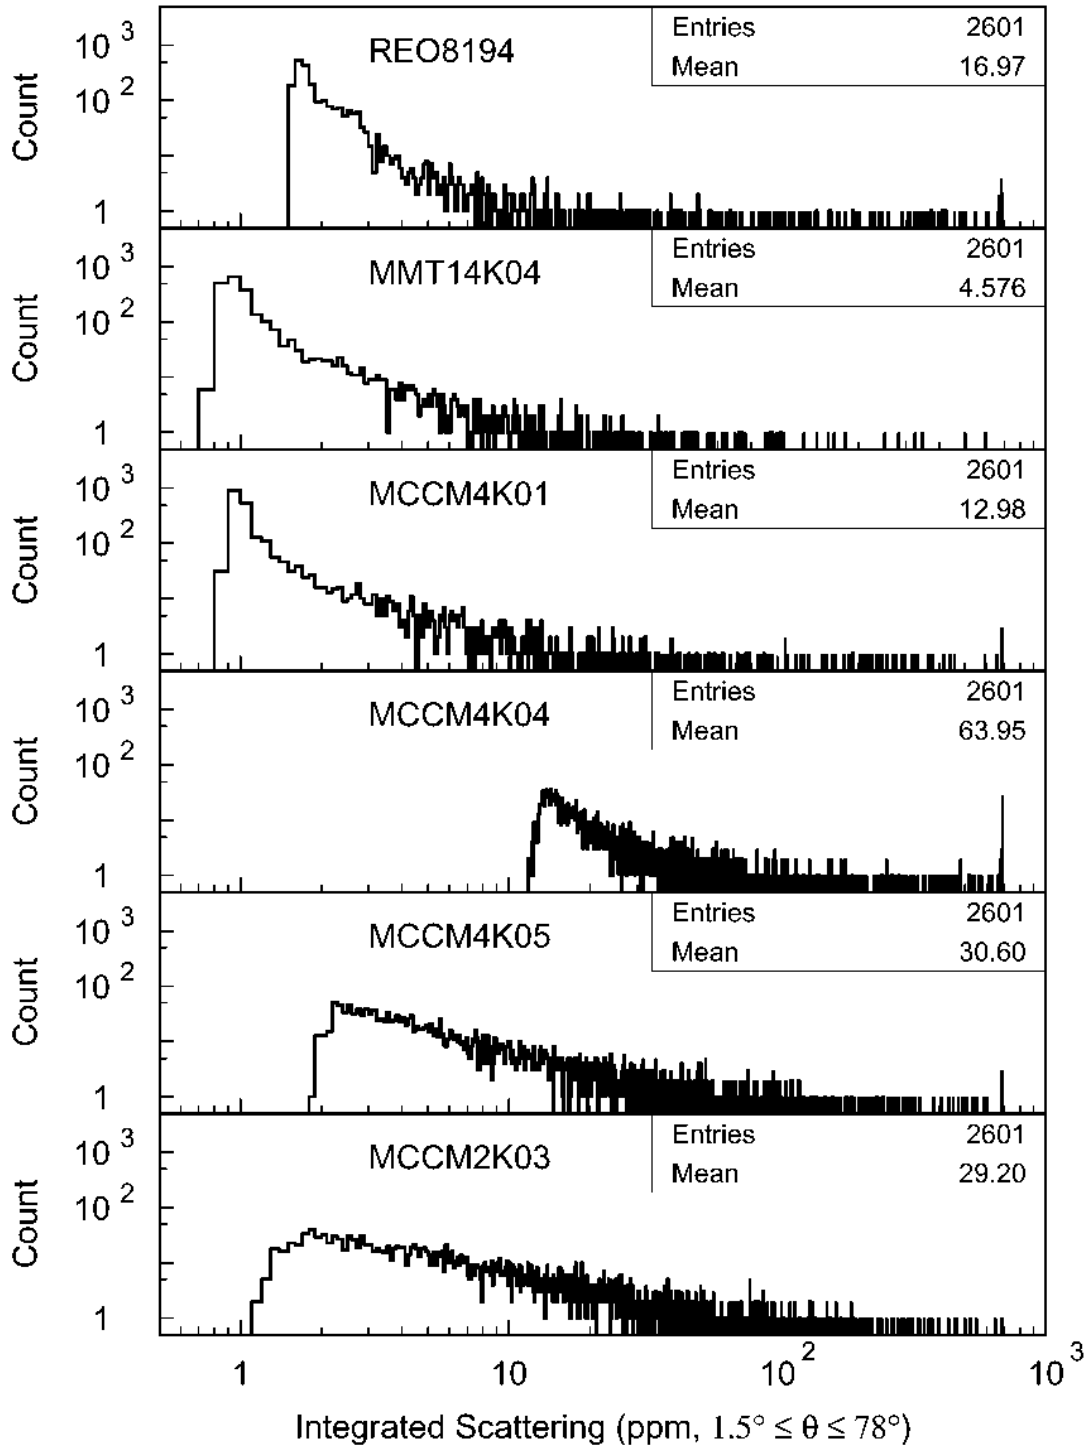 Count
10 3
10 2
1
REO8194
Entries 2601
Mean 16.97
Count
10 3
10 2
1
MMT14K04
Entries 2601
Mean 4.576
Count
10 3
10 2
1
MCCM4K01
Entries 2601
Mean 12.98
Count
10 3
10 2
1
MCCM4K04
Entries 2601
Mean 63.95
Count
10 3
10 2
1
MCCM4K05
Entries 2601
Mean 30.60
Count
10 3
10 2
1
MCCM2K03
Entries 2601
Mean 29.20
1 10 10 2 10 3
Integrated Scattering (ppm, 1.5° ≤ θ ≤ 78°)